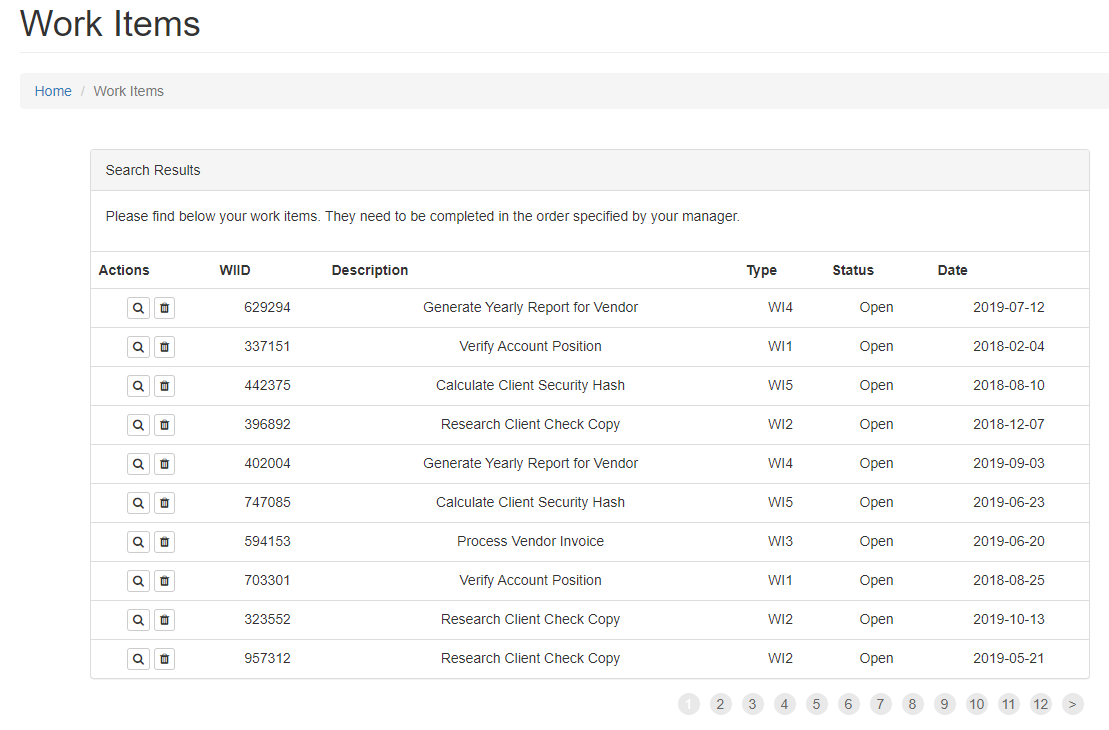 Work Items
Home / Work Items
Search Results
Please find below your work items. They need to be completed in the order specified by your manager.
Actions WIID Description Type Status Date
629294 Generate Yearly Report for Vendor WI4 Open 2019-07-12
337151 Verify Account Position WI1 Open 2018-02-04
442375 Calculate Client Security Hash WI5 Open 2018-08-10
396892 Research Client Check Copy WI2 Open 2018-12-07
402004 Generate Yearly Report for Vendor WI4 Open 2019-09-03
747085 Calculate Client Security Hash WI5 Open 2019-06-23
594153 Process Vendor Invoice WI3 Open 2019-06-20
703301 Verify Account Position WI1 Open 2018-08-25
323552 Research Client Check Copy WI2 Open 2019-10-13
957312 Research Client Check Copy WI2 Open 2019-05-21
1 2 3 4 5 6 7 8 9 10 11 12 >